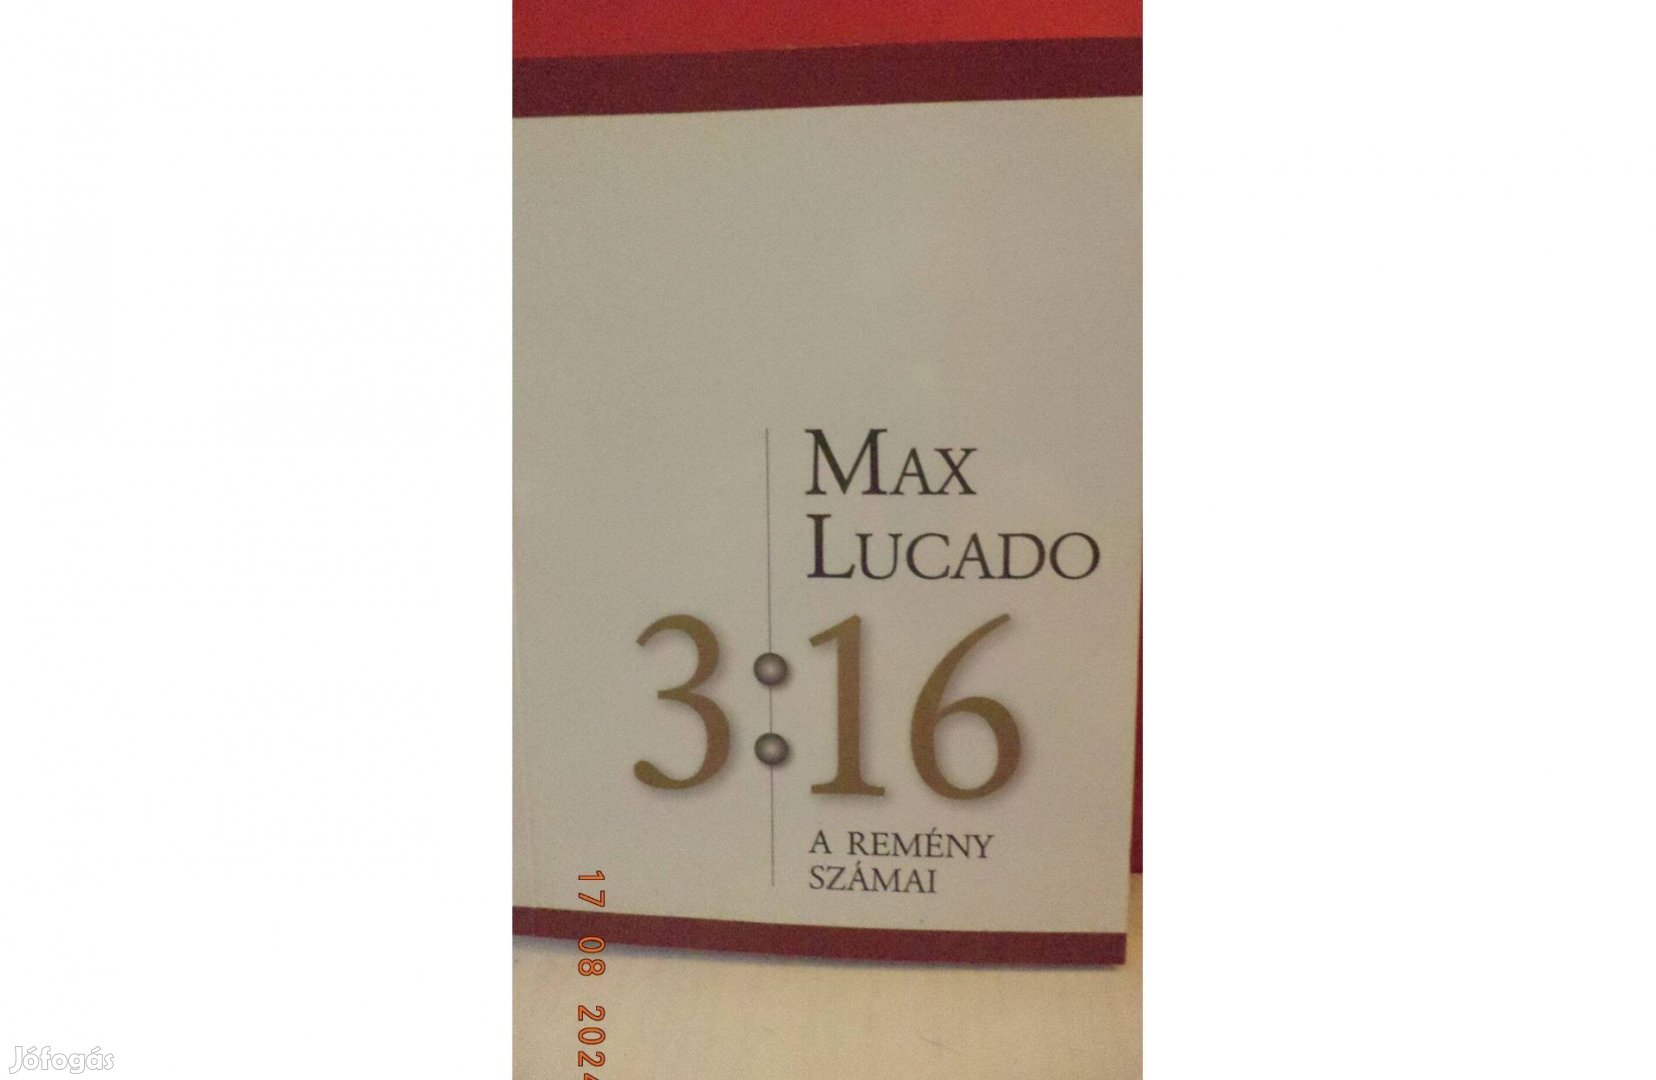 MAX
LUCADO
3:16
A REMÉNY
SZÁMAI
17 08 2024
Jófogás